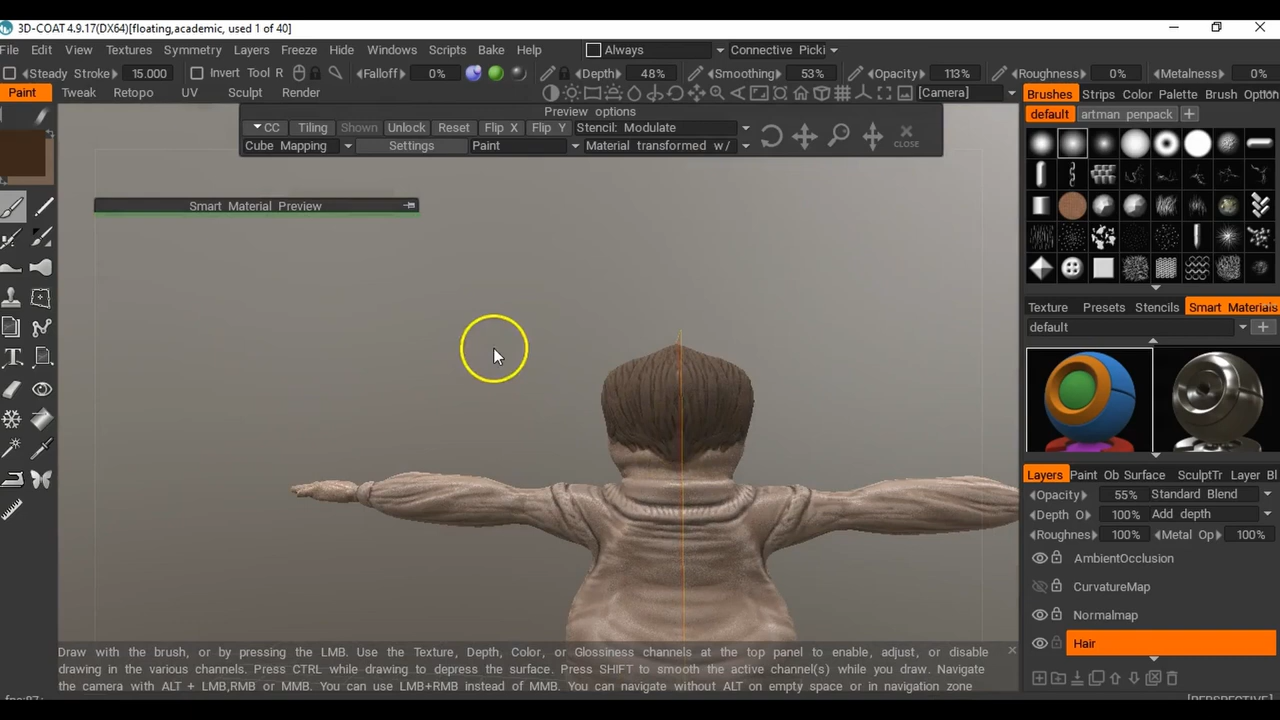 3D-COAT 4.9.17(DX64)[floating,academic, used 1 of 40]
File Edit View Textures Symmetry Layers Freeze Hide Windows Scripts Bake Help Always Connective Picki
Steady Stroke 15.000 Invert Tool R Falloff 0% Depth 48% Smoothing 53% Opacity 113% Roughness 0% Metalness 0%
Paint Tweak Retopo UV Sculpt Render [Camera] Brushes Strips Color Palette Brush Option
Preview options
default artman penpack
CC Tiling Shown Unlock Reset Flip X Flip Y Stencil: Modulate
Cube Mapping Settings Paint Material transformed w/ CLOSE
Smart Material Preview
Texture Presets Stencils Smart Materials
default
Layers Paint Ob Surface SculptTr Layer Bl
Opacity 55% Standard Blend
Depth O 100% Add depth
Roughness 100% Metal Op 100%
AmbientOcclusion
CurvatureMap
Normalmap
Hair
Draw with the brush, or by pressing the LMB. Use the Texture, Depth, Color, or Glossiness channels at the top panel to enable, adjust, or disable
drawing in the various channels. Press CTRL while drawing to depress the surface. Press SHIFT to smooth the active channel(s) while you draw. Navigate
the camera with ALT + LMB,RMB or MMB. You can use LMB+RMB instead of MMB. You can navigate without ALT on empty space or in navigation zone